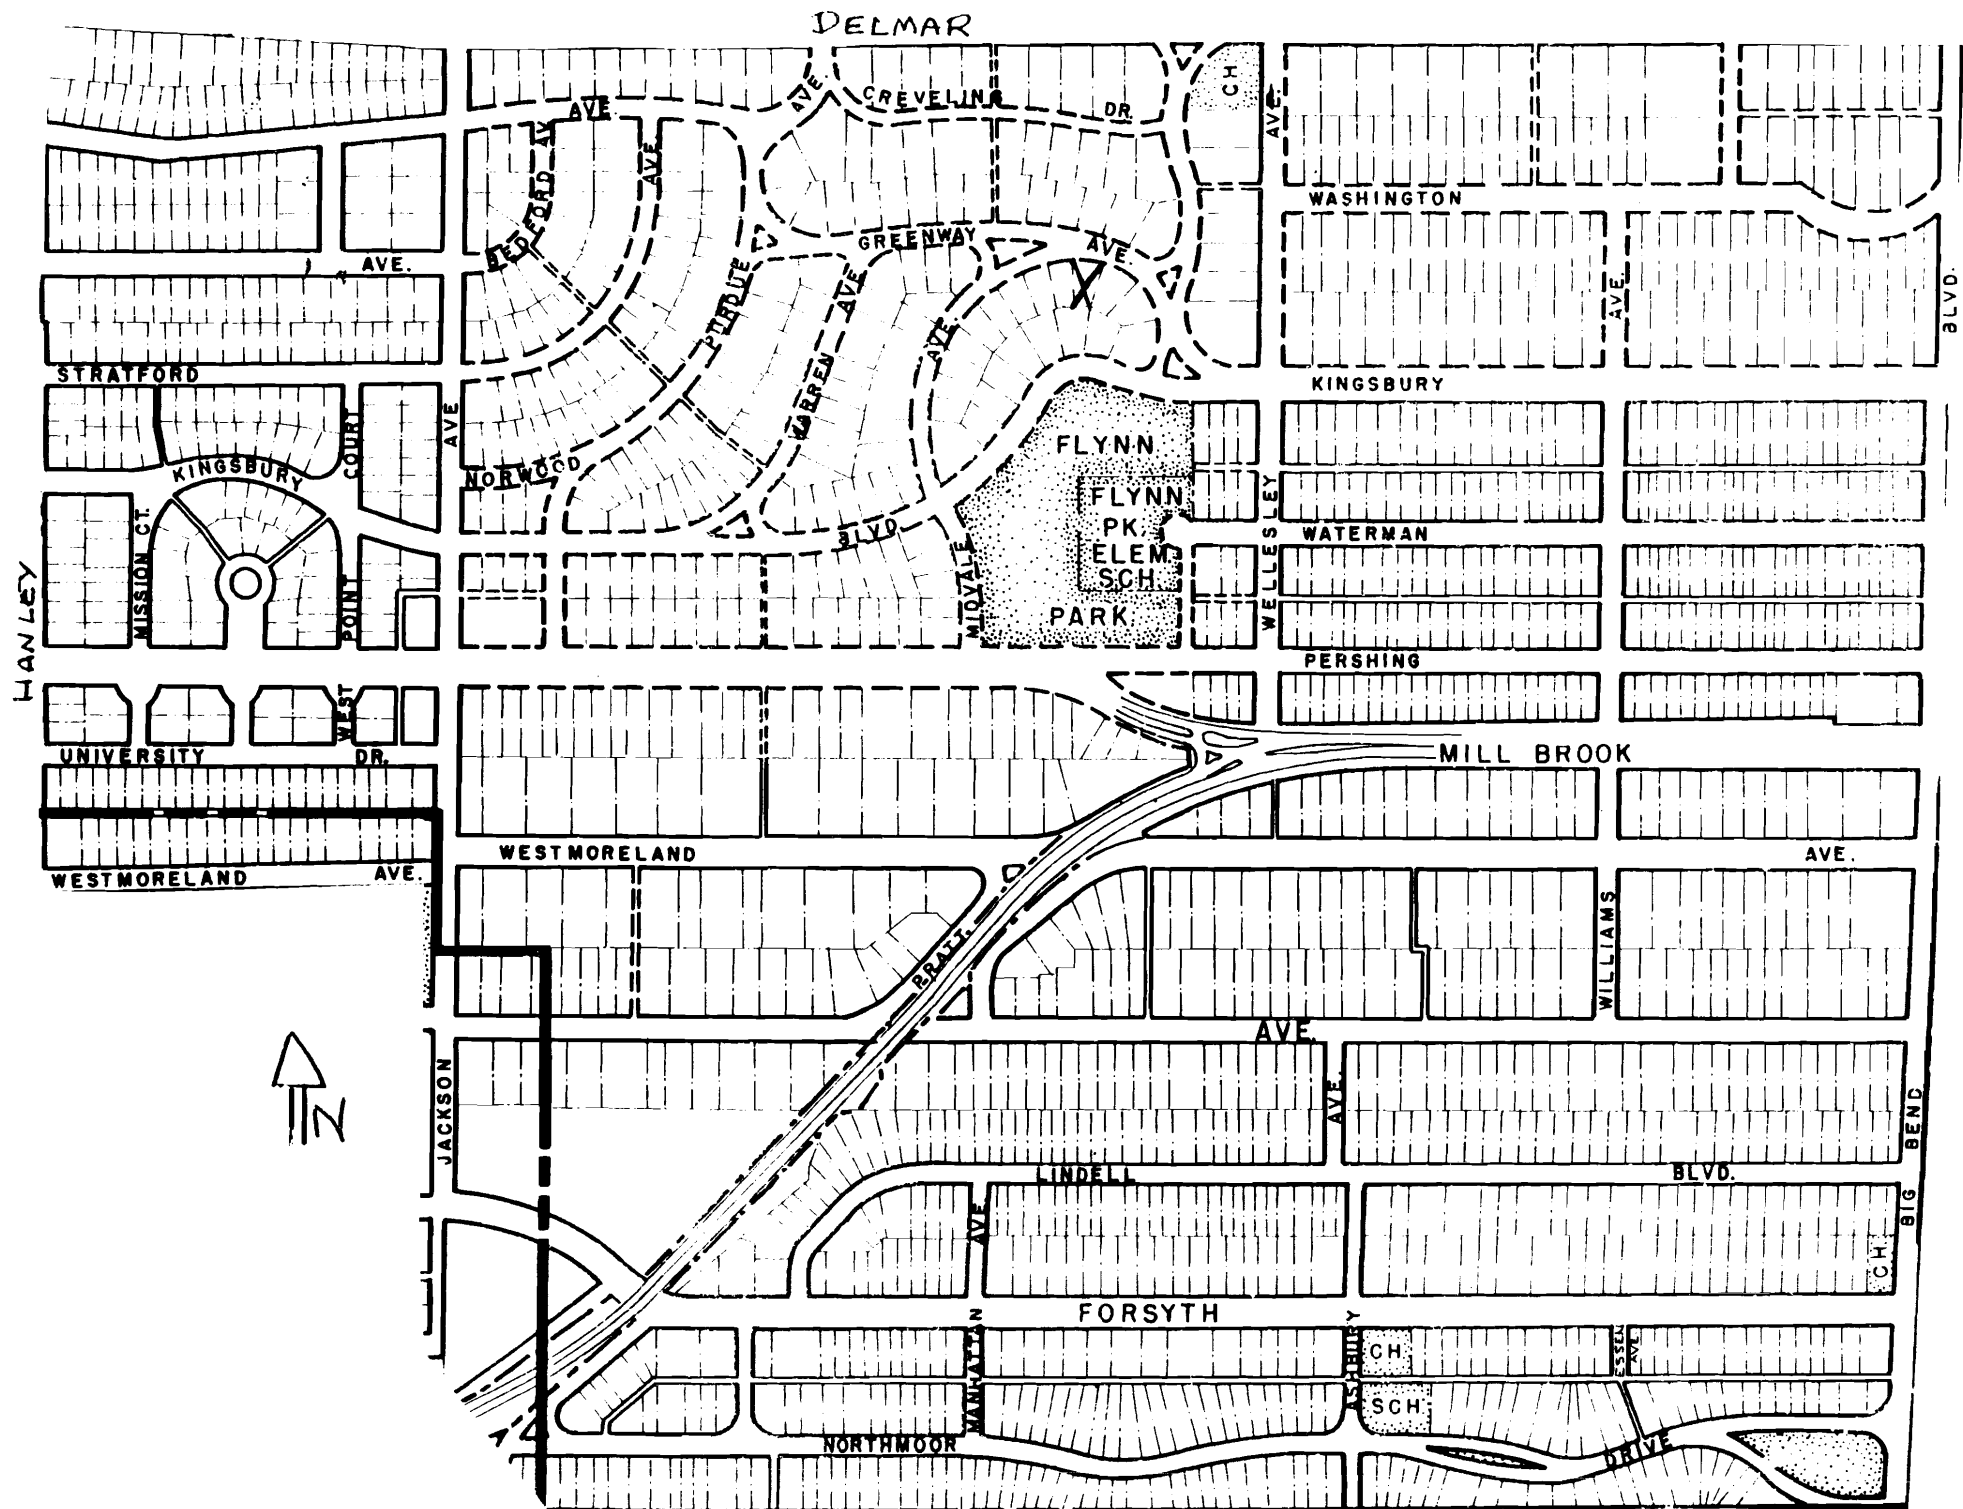 DELMAR
CREVELING
DR.
AVE.
AVE.
AVE.
AVE.
BEDFORD AV.
AVE.
CH
WASHINGTON
GREENWAY
AVE.
AVE.
X
PURDUE
WARREN
AVE.
AVE.
AVE.
BLVD.
STRATFORD
KINGSBURY
COURT
AVE
FLYNN
KINGSBURY
NORWOOD
FLYNN
PK.
ELEM
SCH
PARK
WELLESLEY
WATERMAN
MISSION CT.
BLVD
MIDVALE
HANLEY
POINT
PERSHING
WEST
UNIVERSITY
DR.
MILL BROOK
WESTMORELAND
AVE.
WESTMORELAND
AVE.
WILLIAMS
PRATT.
AVE.
N
JACKSON
AVE.
BEND
LINDELL
BLVD.
BIG
AVE
CH
FORSYTH
MANHATTAN
ASHBURY
CH
ESSEX
AVE
SCH
NORTHMOOR
DRIVE